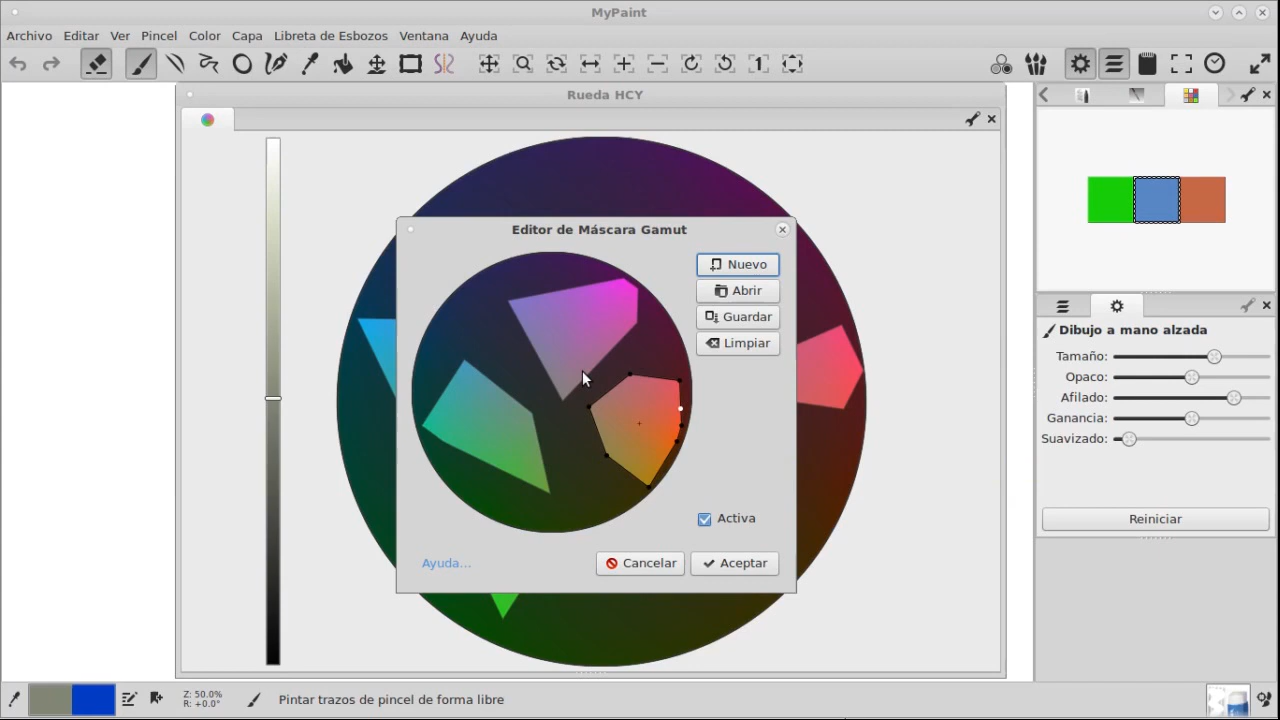 MyPaint
Archivo Editar Ver Pincel Color Capa Libreta de Esbozos Ventana Ayuda
Rueda HCY
Editor de Máscara Gamut
Nuevo
Abrir
Guardar
Limpiar
Activa
Ayuda...
Cancelar
Aceptar
Dibujo a mano alzada
Tamaño:
Opaco:
Afilado:
Ganancia:
Suavizado:
Reiniciar
Z: 50.0%
R: +0.0°
Pintar trazos de pincel de forma libre